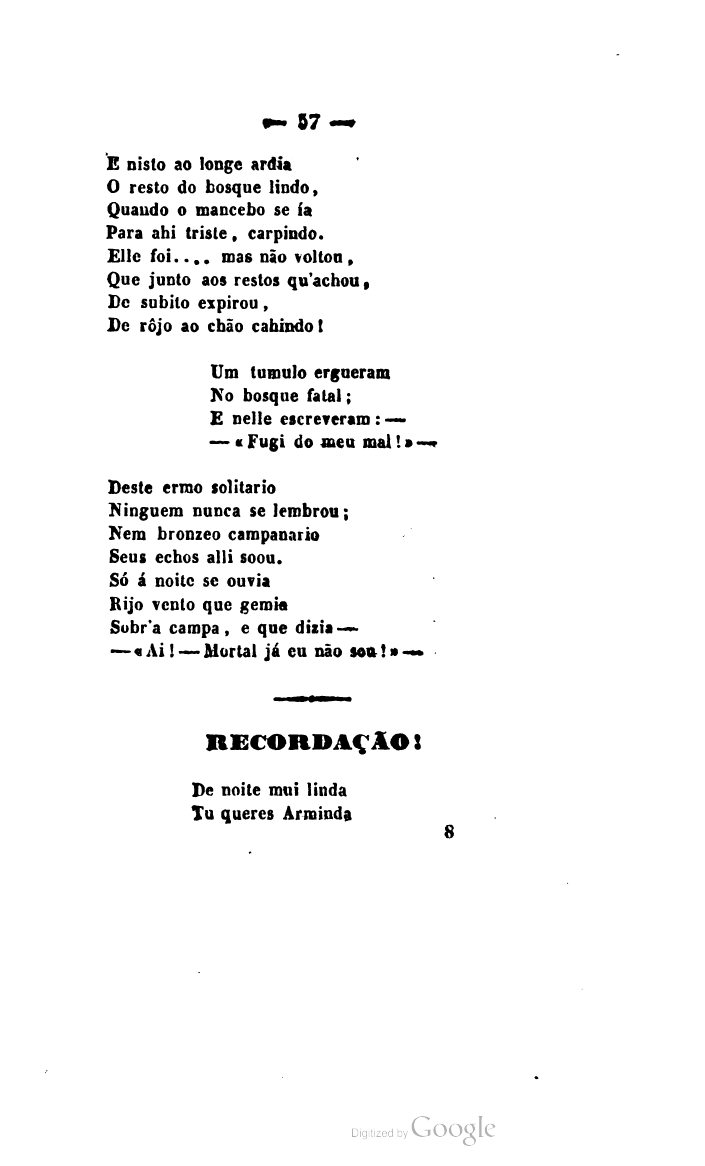 — 57 —
E nisto ao longe ardia
O resto do bosque lindo,
Quando o mancebo se ía
Para ahi triste, carpindo.
Elle foi.... mas não voltou,
Que junto aos restos qu'achou,
De subito expirou,
De rôjo ao chão cahindo!
Um tumulo ergueram
No bosque fatal;
E nelle escreveram: —
— «Fugi do meu mal!» —
Deste ermo solitario
Ninguem nunca se lembrou;
Nem bronzeo campanario
Seus echos alli soou.
Só á noite se ouvia
Rijo vento que gemia
Sobr'a campa, e que dizia —
— «Ai! — Mortal já eu não sou!» —
RECORDAÇÃO!
De noite mui linda
Tu queres Arminda
8
Digitized by Google